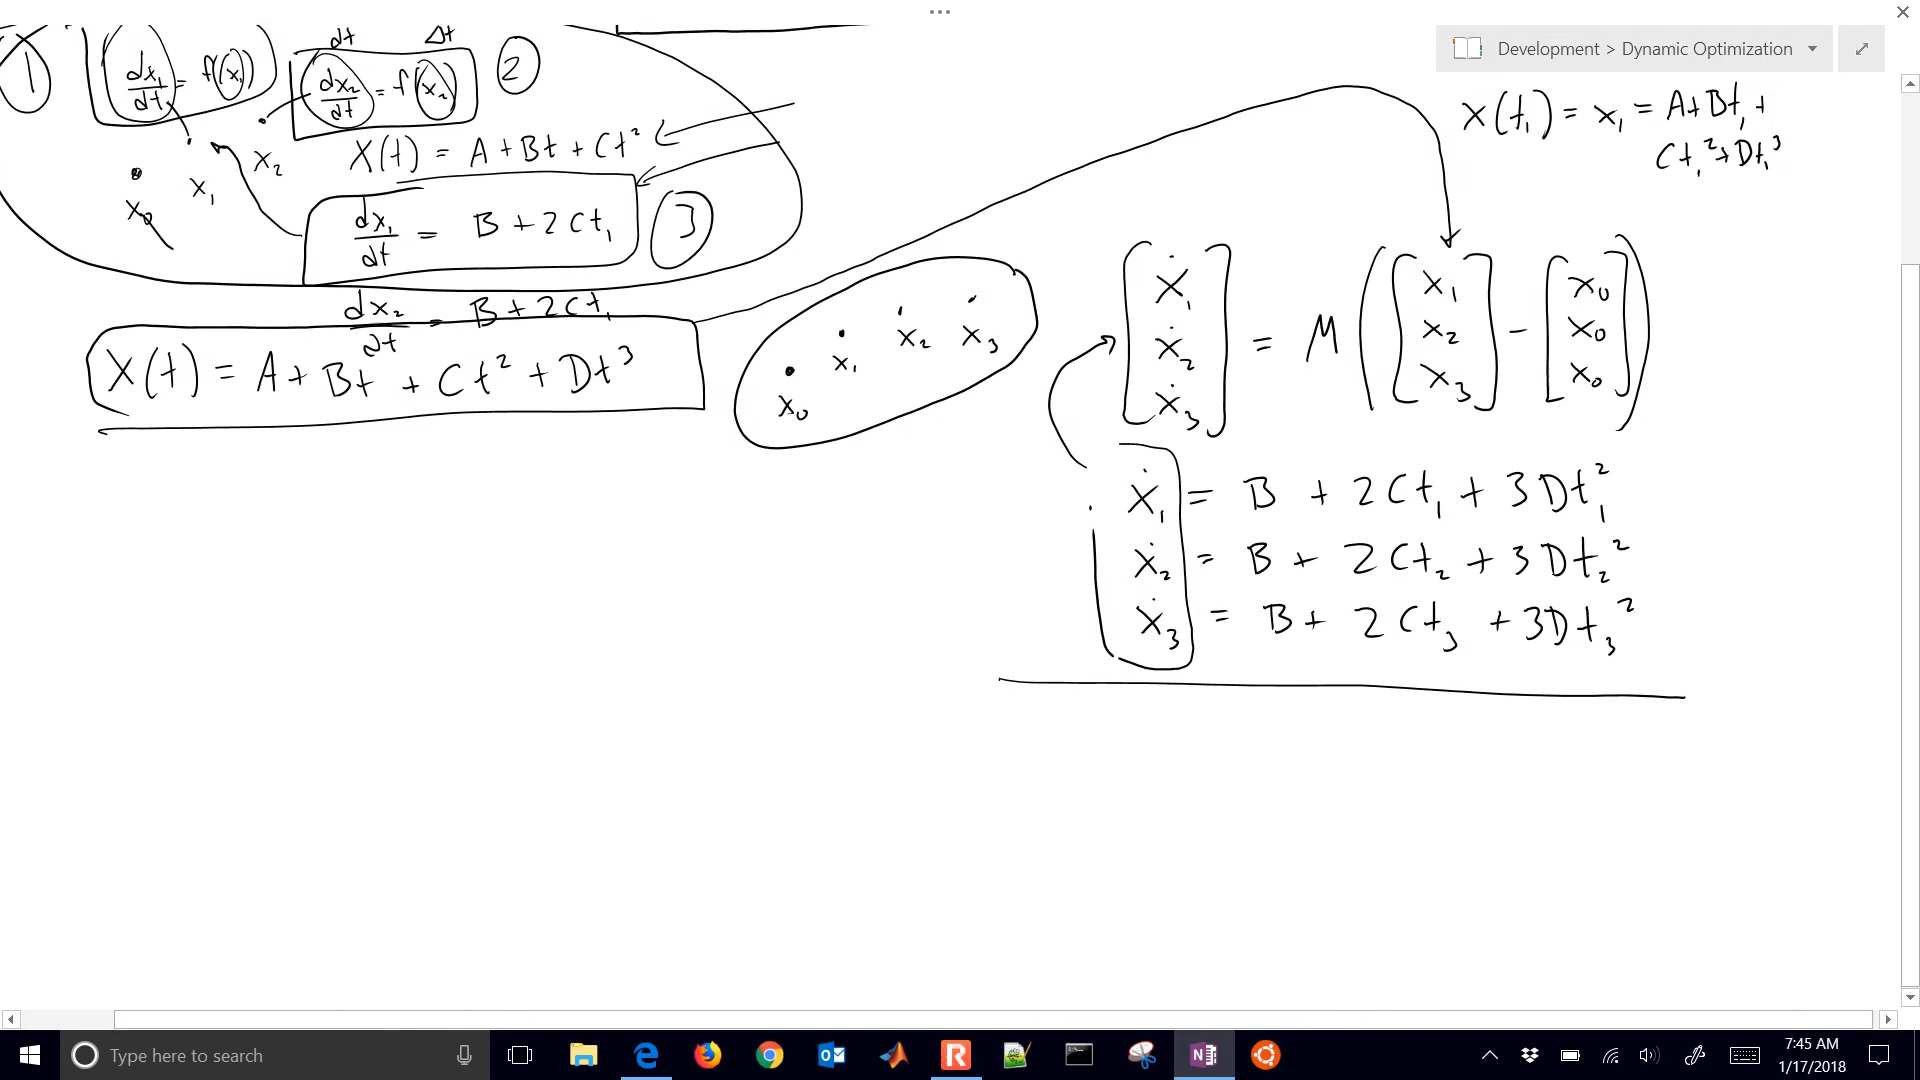 Development > Dynamic Optimization
dt Δt
1 dx₁/dt = f(x₁) dx₂/dt = f(x₂) 2
X(t) = A + Bt + Ct²
x₀ x₁ x₂
dx₁/dt = B + 2Ct₁ 3
dx₂/dt = B + 2Ct₁
X(t) = A + Bt + Ct² + Dt³
x₀ x₁ x₂ x₃
x(t₁) = x₁ = A + Bt₁ +
Ct₁² + Dt₁³
[ẋ₁ ẋ₂ ẋ₃] = M ([x₁ x₂ x₃] - [x₀ x₀ x₀])
ẋ₁ = B + 2Ct₁ + 3Dt₁²
ẋ₂ = B + 2Ct₂ + 3Dt₂²
ẋ₃ = B + 2Ct₃ + 3Dt₃²
Type here to search
7:45 AM
1/17/2018